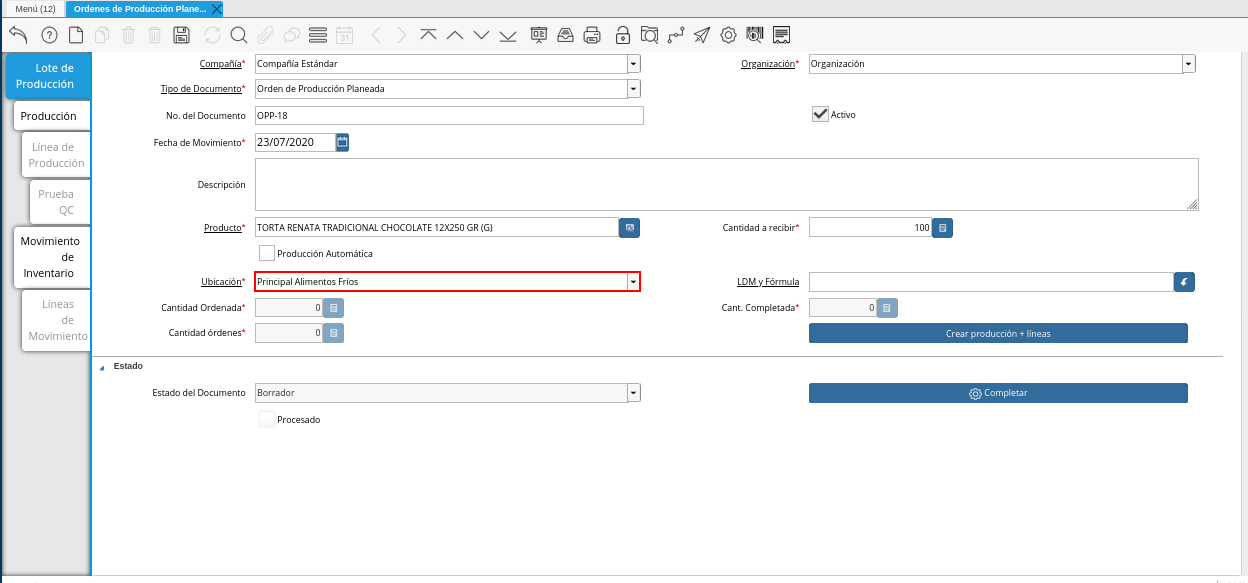 Menú (12)
Ordenes de Producción Plane...
31
Lote de
Producción
Producción
Línea de
Producción
Prueba
QC
Movimiento
de
Inventario
Líneas
de
Movimiento
Compañía* Compañía Estándar Organización* Organización
Tipo de Documento* Orden de Producción Planeada
No. del Documento OPP-18 Activo
Fecha de Movimiento* 23/07/2020
Descripción
Producto* TORTA RENATA TRADICIONAL CHOCOLATE 12X250 GR (G) Cantidad a recibir* 100
Producción Automática
Ubicación* Principal Alimentos Fríos LDM y Fórmula
Cantidad Ordenada* 0 Cant. Completada* 0
Cantidad órdenes* 0 Crear producción + líneas
Estado
Estado del Documento Borrador Completar
Procesado